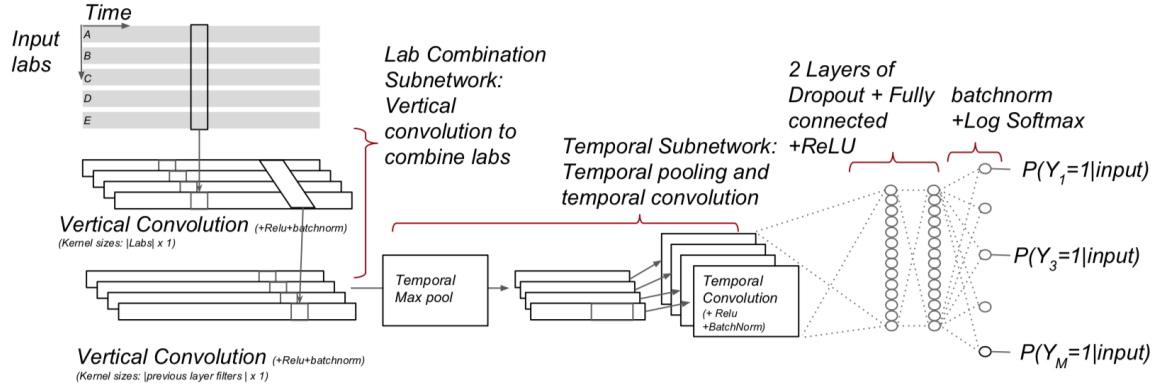 Time
Input
labs
A
B
C
D
E
Lab Combination
Subnetwork:
Vertical
convolution to
combine labs
Vertical Convolution (+Relu+batchnorm)
(Kernel sizes: |Labs| x 1)
Vertical Convolution (+Relu+batchnorm)
(Kernel sizes: |previous layer filters | x 1)
Temporal
Max pool
Temporal Subnetwork:
Temporal pooling and
temporal convolution
Temporal
Convolution
(+ Relu
+BatchNorm)
2 Layers of
Dropout + Fully
connected
+ReLU
batchnorm
+Log Softmax
P(Y1=1|input)
P(Y3=1|input)
P(YM=1|input)